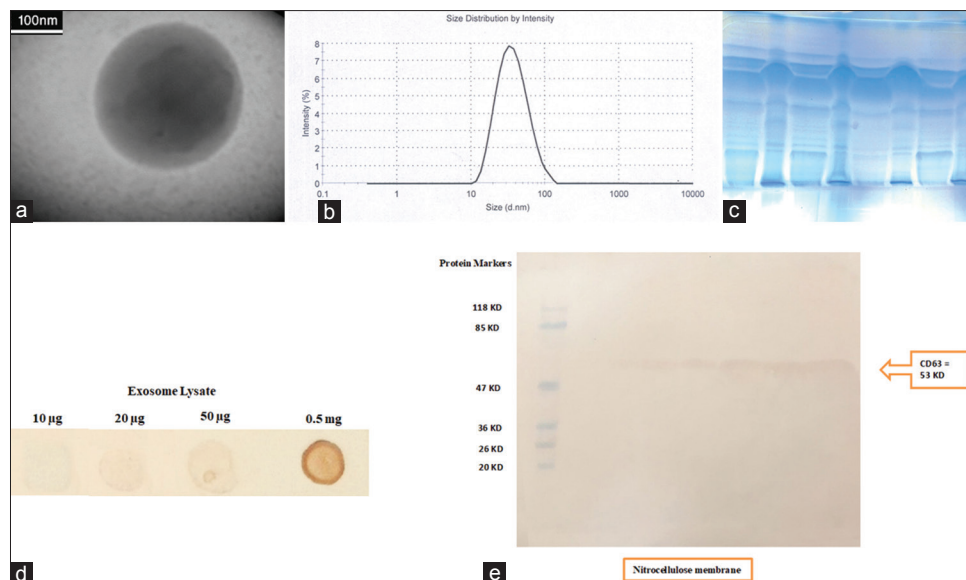 100nm
a
Size Distribution by Intensity
Intensity (%)
8
7
6
5
4
3
2
1
0
0.1 1 10 100 1000 10000
Size (d.nm)
b
c
Exosome Lysate
10 µg 20 µg 50 µg 0.5 mg
d
Protein Markers
118 KD
85 KD
47 KD
36 KD
26 KD
20 KD
CD63 =
53 KD
Nitrocellulose membrane
e